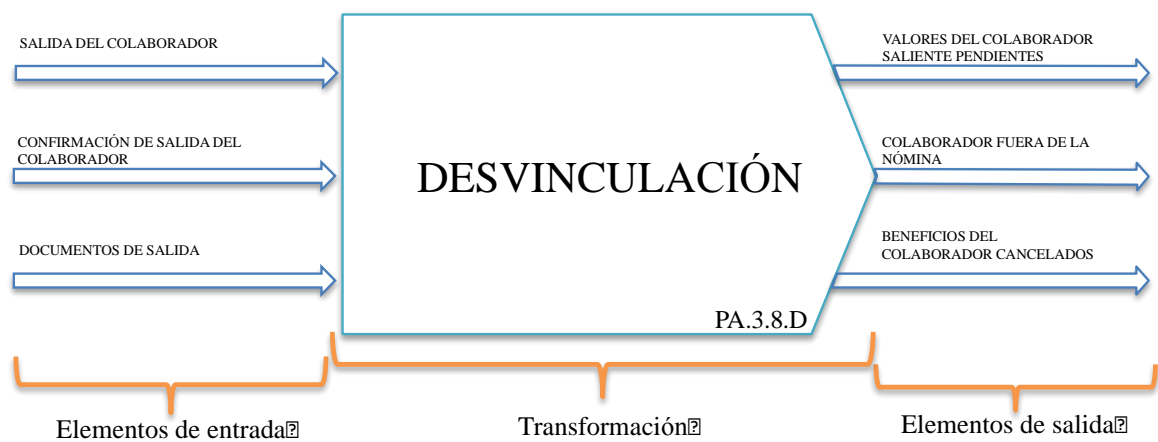 SALIDA DEL COLABORADOR
CONFIRMACIÓN DE SALIDA DEL
COLABORADOR
DOCUMENTOS DE SALIDA
DESVINCULACIÓN
PA.3.8.D
VALORES DEL COLABORADOR
SALIENTE PENDIENTES
COLABORADOR FUERA DE LA
NÓMINA
BENEFICIOS DEL
COLABORADOR CANCELADOS
Elementos de entrada⍰
Transformación⍰
Elementos de salida⍰